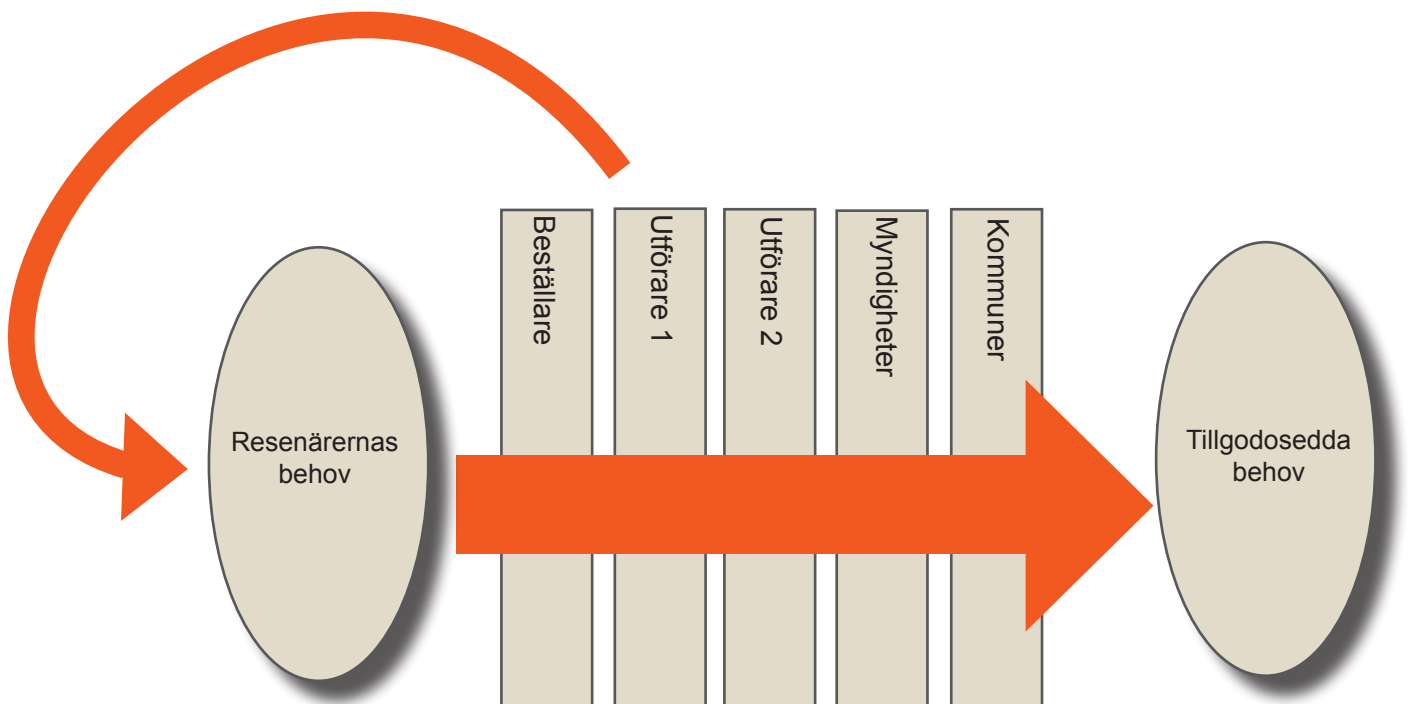 Resenärernas
behov
Beställare
Utförare 1
Utförare 2
Myndigheter
Kommuner
Tillgodosedda
behov